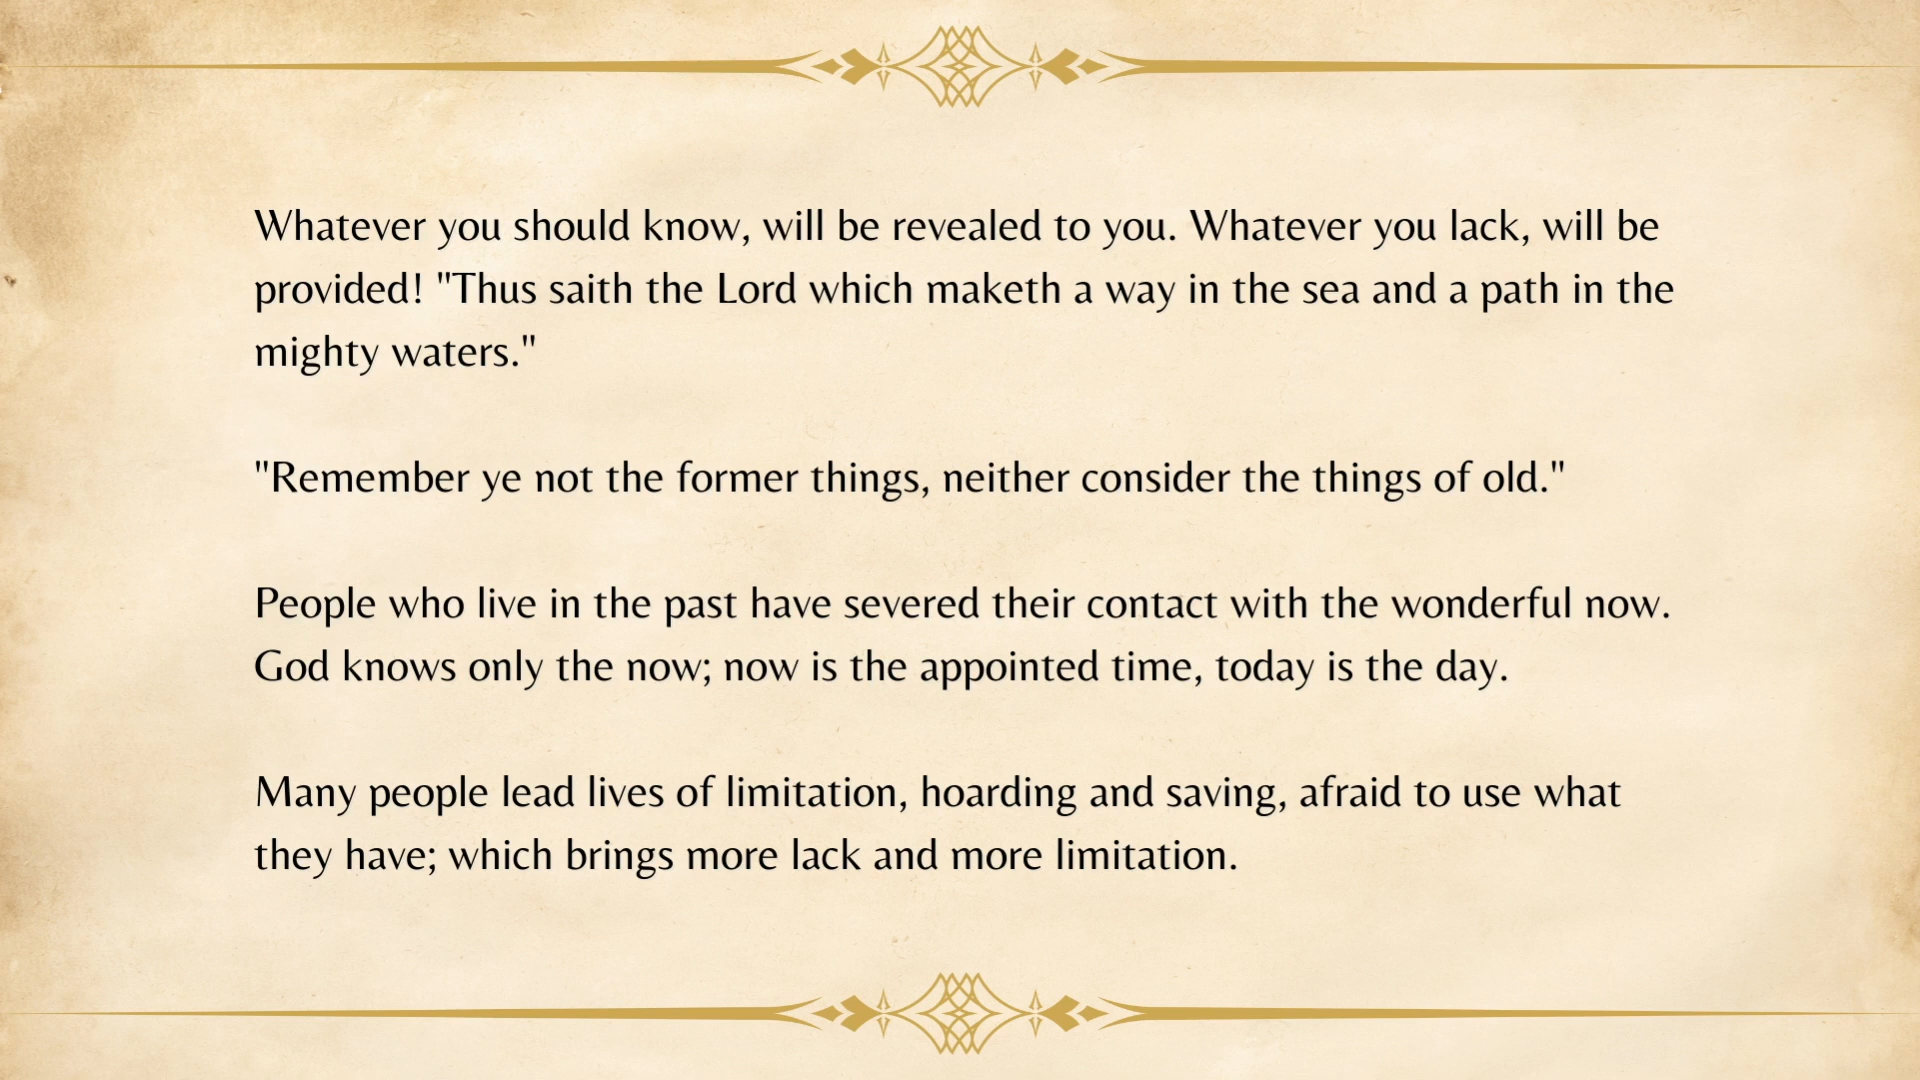 Whatever you should know, will be revealed to you. Whatever you lack, will be
provided! "Thus saith the Lord which maketh a way in the sea and a path in the
mighty waters."
"Remember ye not the former things, neither consider the things of old."
People who live in the past have severed their contact with the wonderful now.
God knows only the now; now is the appointed time, today is the day.
Many people lead lives of limitation, hoarding and saving, afraid to use what
they have; which brings more lack and more limitation.